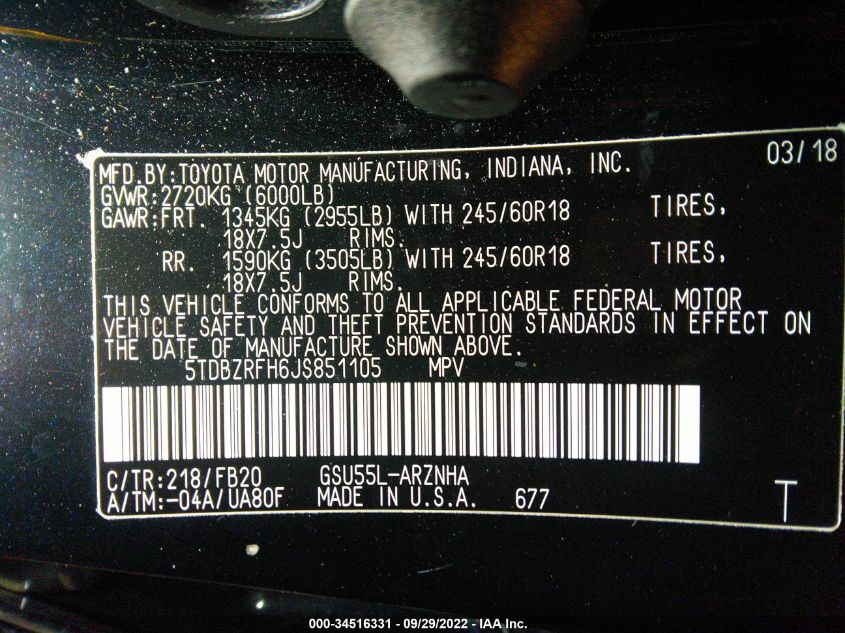 MFD.BY:TOYOTA MOTOR MANUFACTURING, INDIANA, INC. 03/18
GVWR:2720KG (6000LB)
GAWR:FRT. 1345KG (2955LB) WITH 245/60R18 TIRES,
18X7.5J RIMS.
RR. 1590KG (3505LB) WITH 245/60R18 TIRES,
18X7.5J RIMS.
THIS VEHICLE CONFORMS TO ALL APPLICABLE FEDERAL MOTOR
VEHICLE SAFETY AND THEFT PREVENTION STANDARDS IN EFFECT ON
THE DATE OF MANUFACTURE SHOWN ABOVE.
5TDBZRFH6JS851105 MPV
C/TR:218/FB20 GSU55L-ARZNHA
A/TM:-04A/UA80F MADE IN U.S.A. 677 T
000-34516331 - 09/29/2022 - IAA Inc.